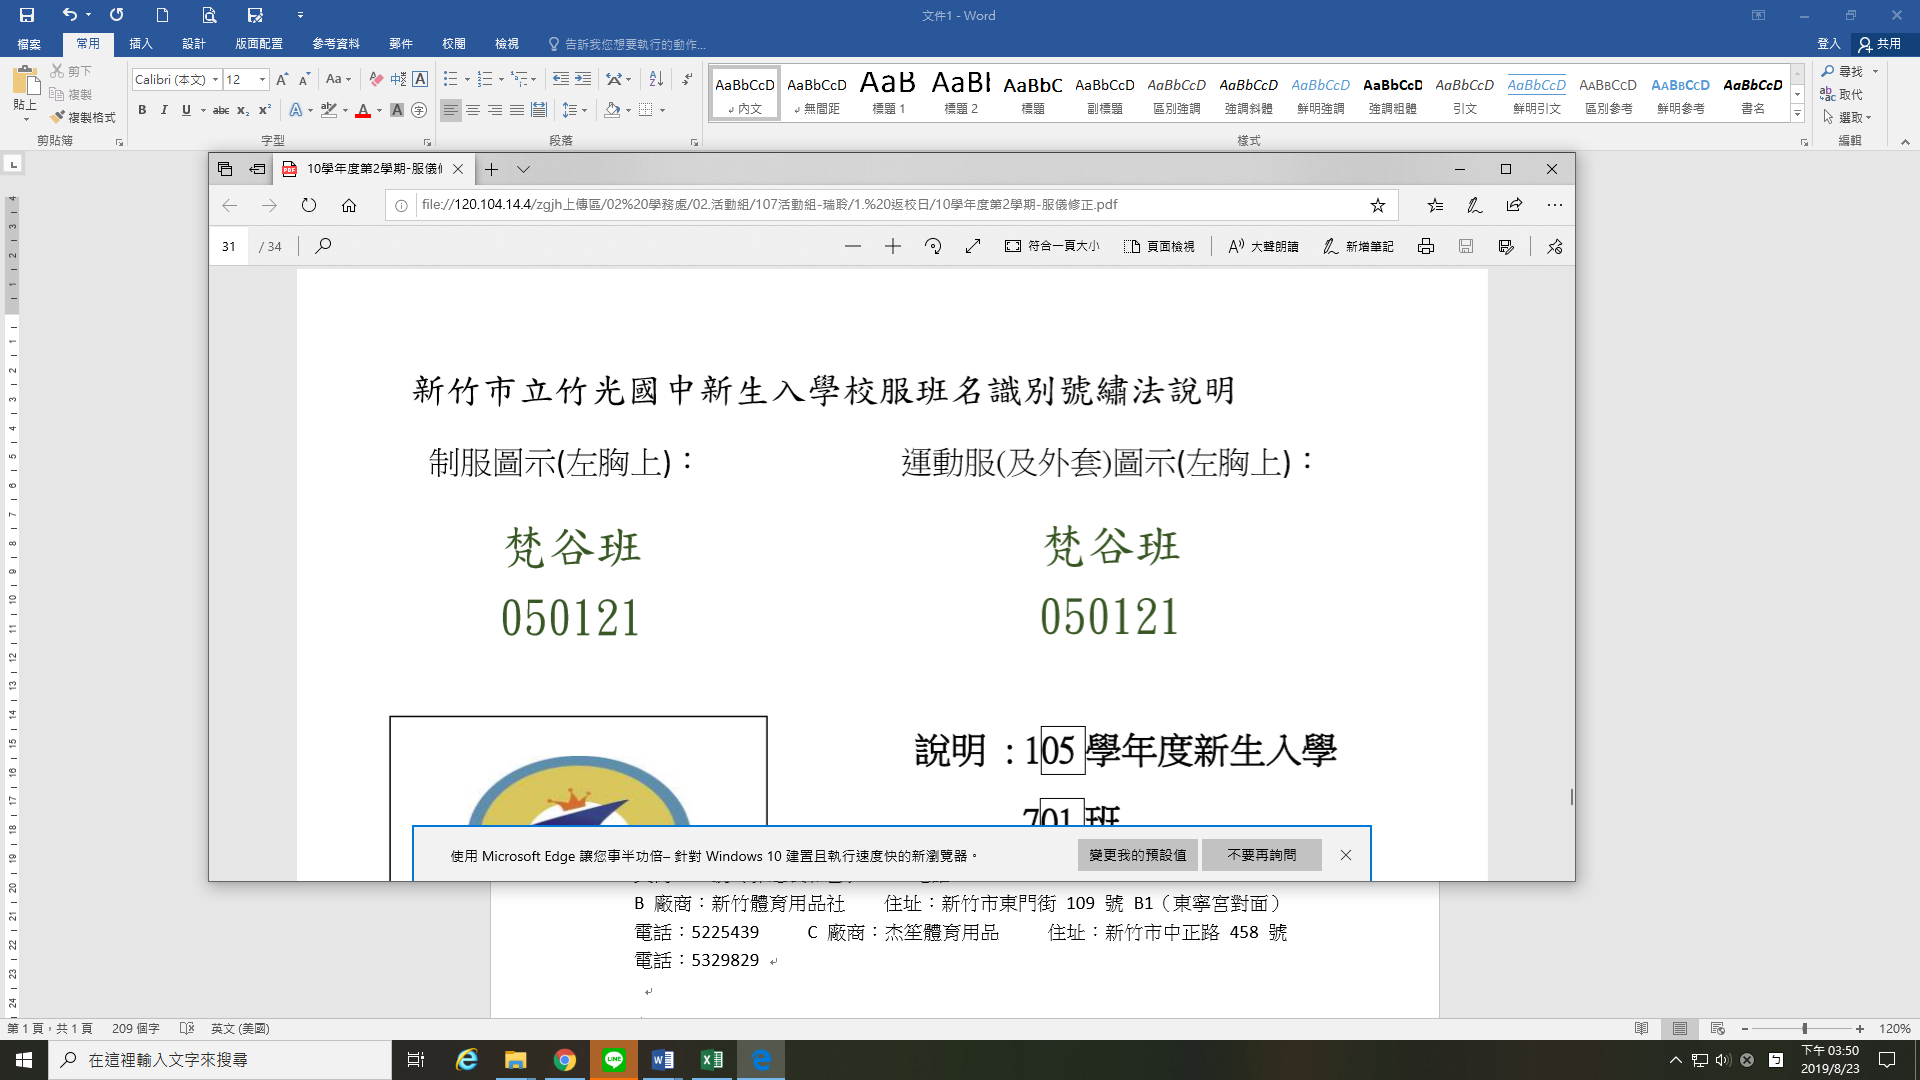 文件1 - Word
檔案 常用 插入 設計 版面配置 參考資料 郵件 校閱 檢視 告訴我您想要執行的動作... 登入 共用
貼上 剪下 複製 複製格式
Calibri (本文) 12
AaBbCcD AaBbCcD AaB AaBl AaBbC AaBbCcD AaBbCcD AaBbCcD AaBbCcD AaBbCcD AaBbCcD AaBbCcD AaBbCcD AaBbCcD AaBbCcD
內文 無間距 標題 1 標題 2 標題 副標題 區別強調 強調斜體 鮮明強調 強調粗體 引文 鮮明引文 區別參考 鮮明參考 書名
尋找 取代 選取
剪貼簿 字型 段落 樣式 編輯
10學年度第2學期-服儀
file://120.104.14.4/zgjh上傳區/02%20學務處/02.活動組/107活動組-瑞聆/1.%20返校日/10學年度第2學期-服儀修正.pdf
31 / 34 符合一頁大小 頁面檢視 大聲朗讀 新增筆記
新竹市立竹光國中新生入學校服班名識別號繡法說明
制服圖示(左胸上)：
運動服(及外套)圖示(左胸上)：
梵谷班
050121
梵谷班
050121
說明 : 105 學年度新生入學
701 班
使用 Microsoft Edge 讓您事半功倍– 針對 Windows 10 建置且執行速度快的新瀏覽器。 變更我的預設值 不要再詢問
B 廠商：新竹體育用品社 住址：新竹市東門街 109 號 B1（東寧宮對面）
電話：5225439 C 廠商：杰笙體育用品 住址：新竹市中正路 458 號
電話：5329829
第 1 頁，共 1 頁 209 個字 英文 (美國) 120%
在這裡輸入文字來搜尋
下午 03:50
2019/8/23